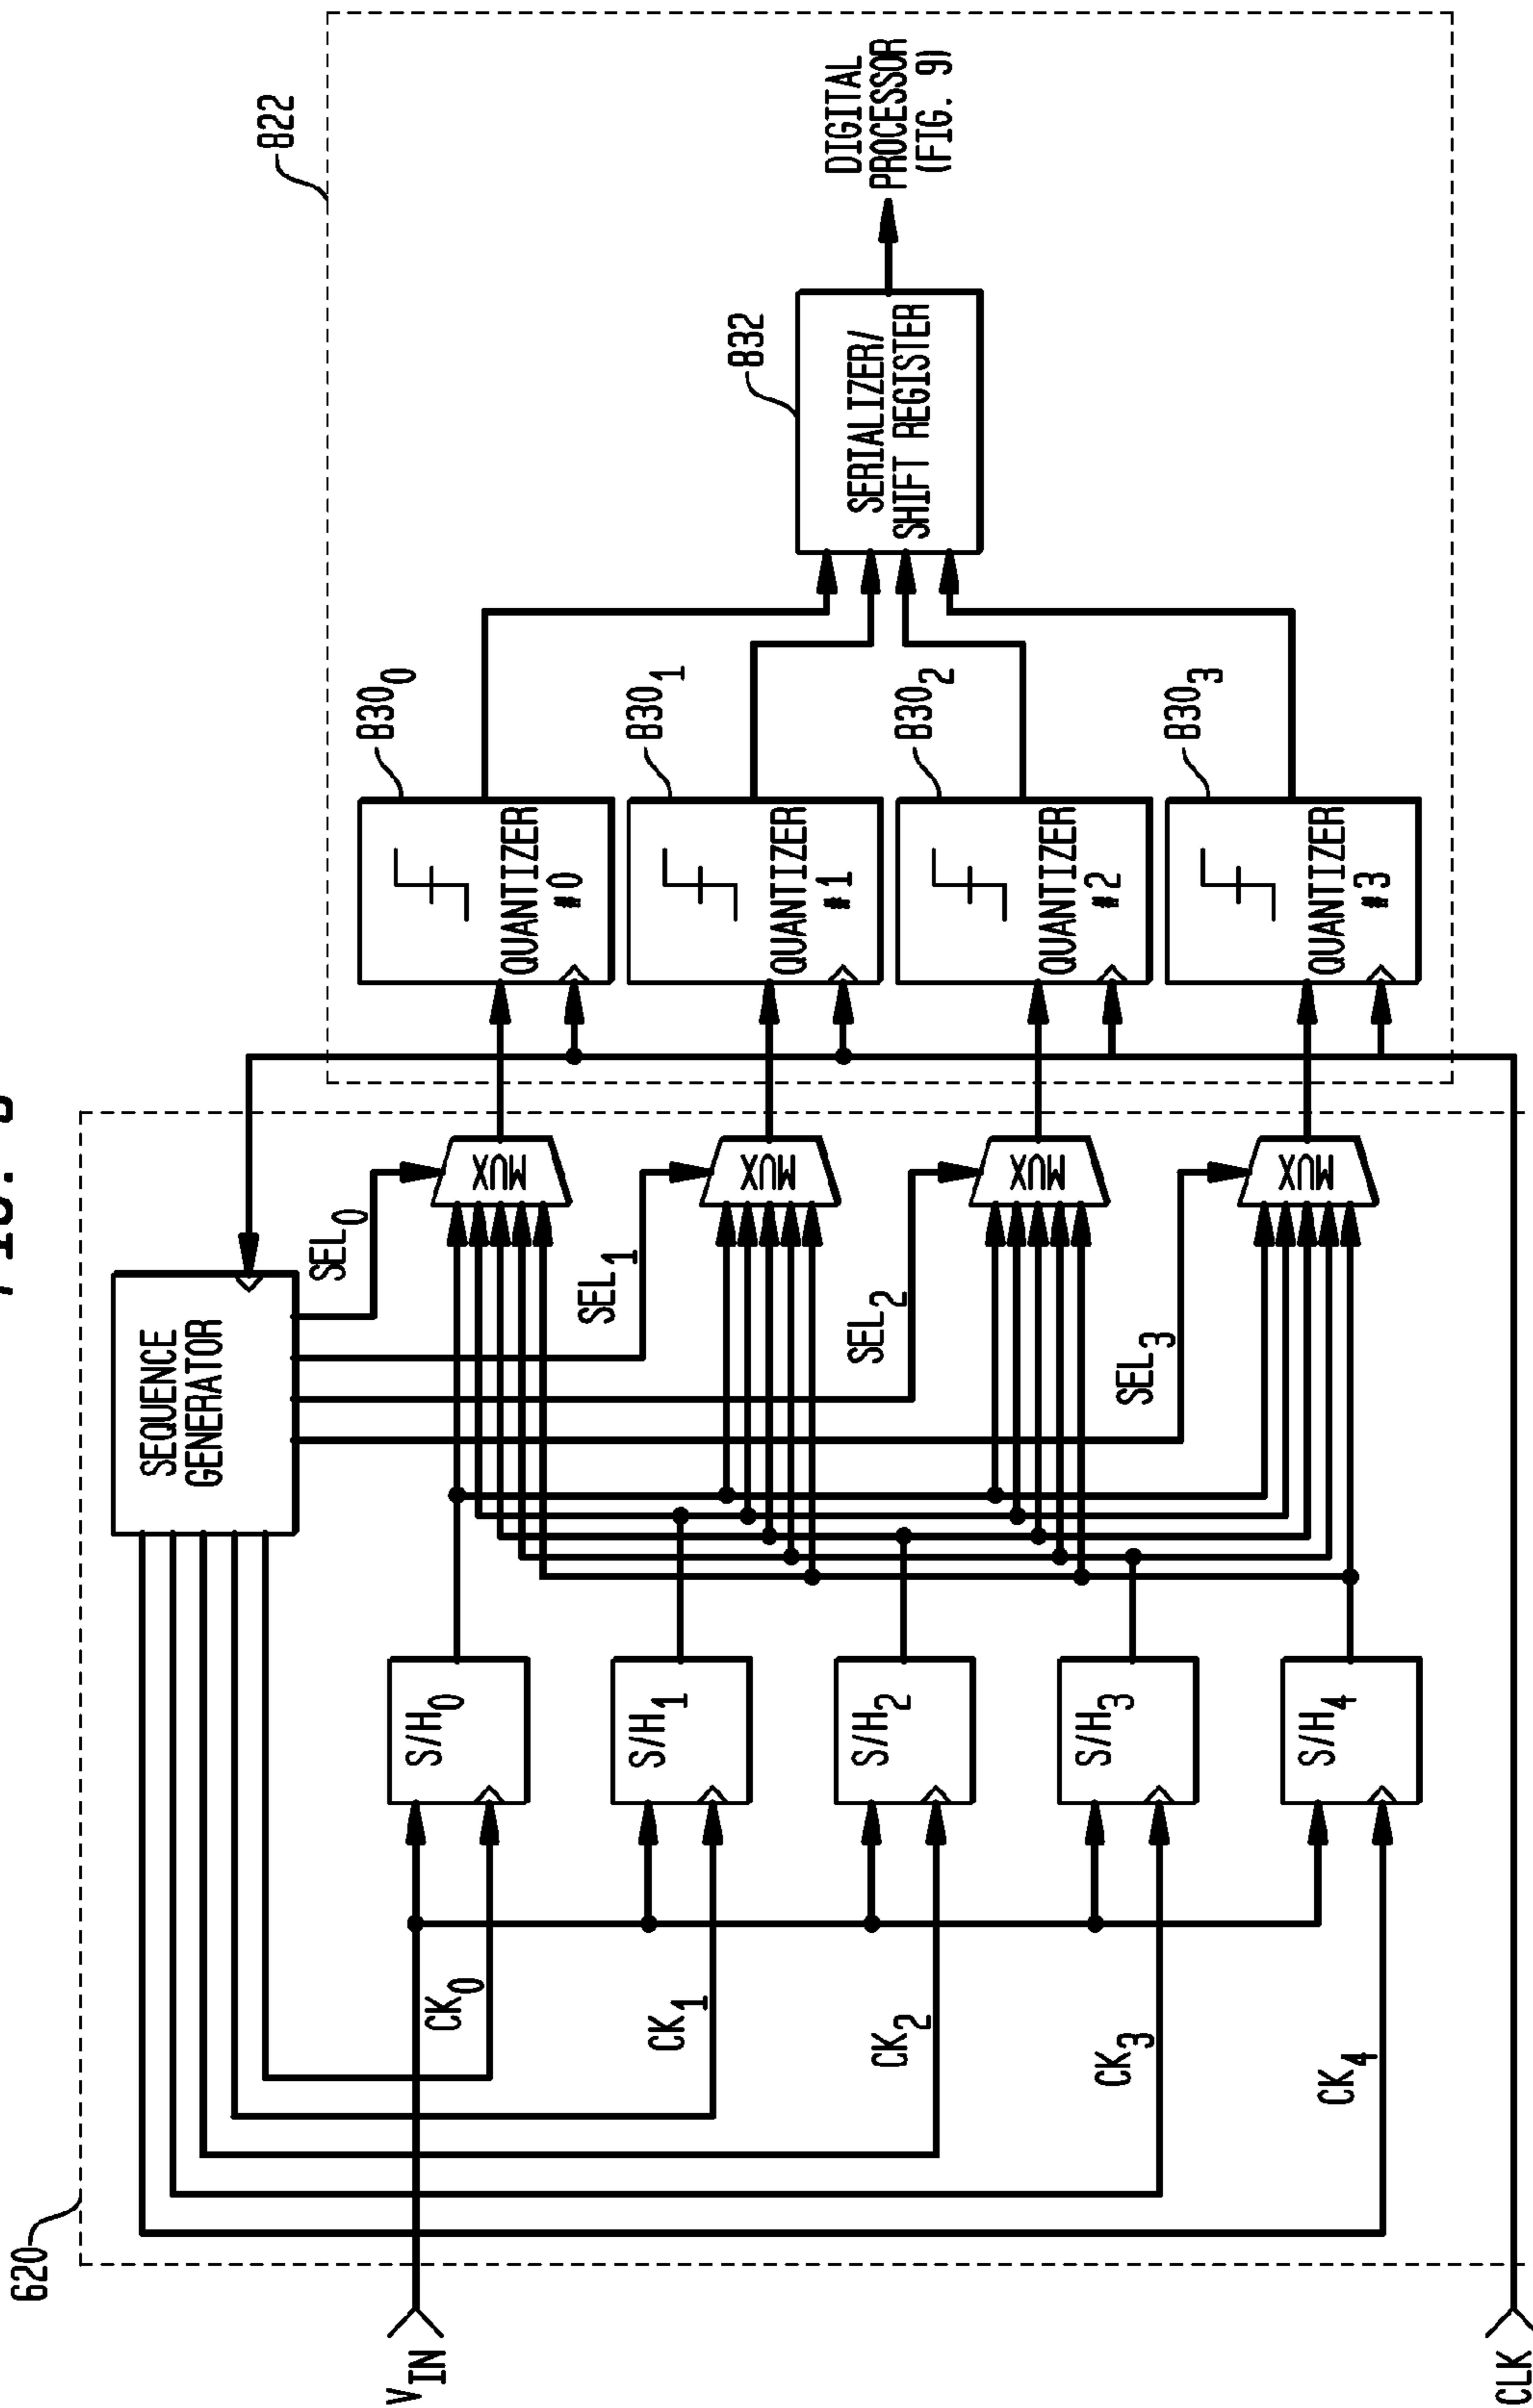 620
822
SEQUENCE
GENERATOR
SEL0
SEL1
SEL2
SEL3
MUX
MUX
MUX
MUX
S/H0
S/H1
S/H2
S/H3
S/H4
CK0
CK1
CK2
CK3
CK4
VIN
CLK
8300
QUANTIZER
#0
8301
QUANTIZER
#1
8302
QUANTIZER
#2
8303
QUANTIZER
#3
832
SERIALIZER/
SHIFT REGISTER
DIGITAL
PROCESSOR
(FIG. 9)